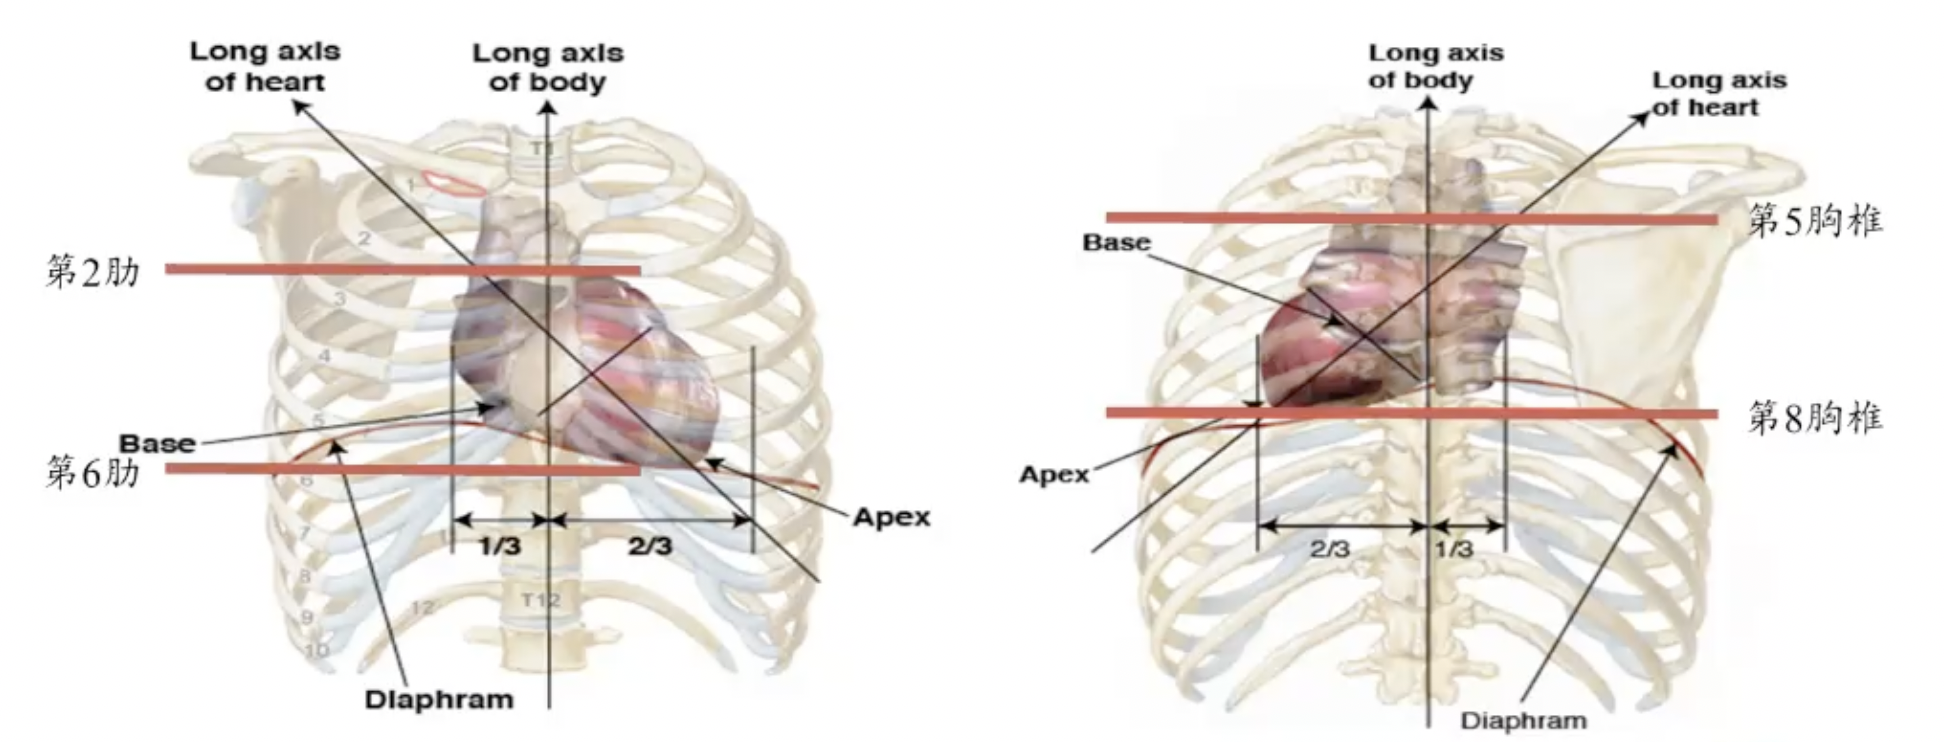 Long axis
of heart
Long axis
of body
T1
1
2
第2肋
3
4
5
Base
第6肋
6
Apex
1/3
2/3
7
8
T12
12
9
10
Diaphram
Long axis
of body
Long axis
of heart
第5胸椎
Base
第8胸椎
Apex
2/3
1/3
Diaphram